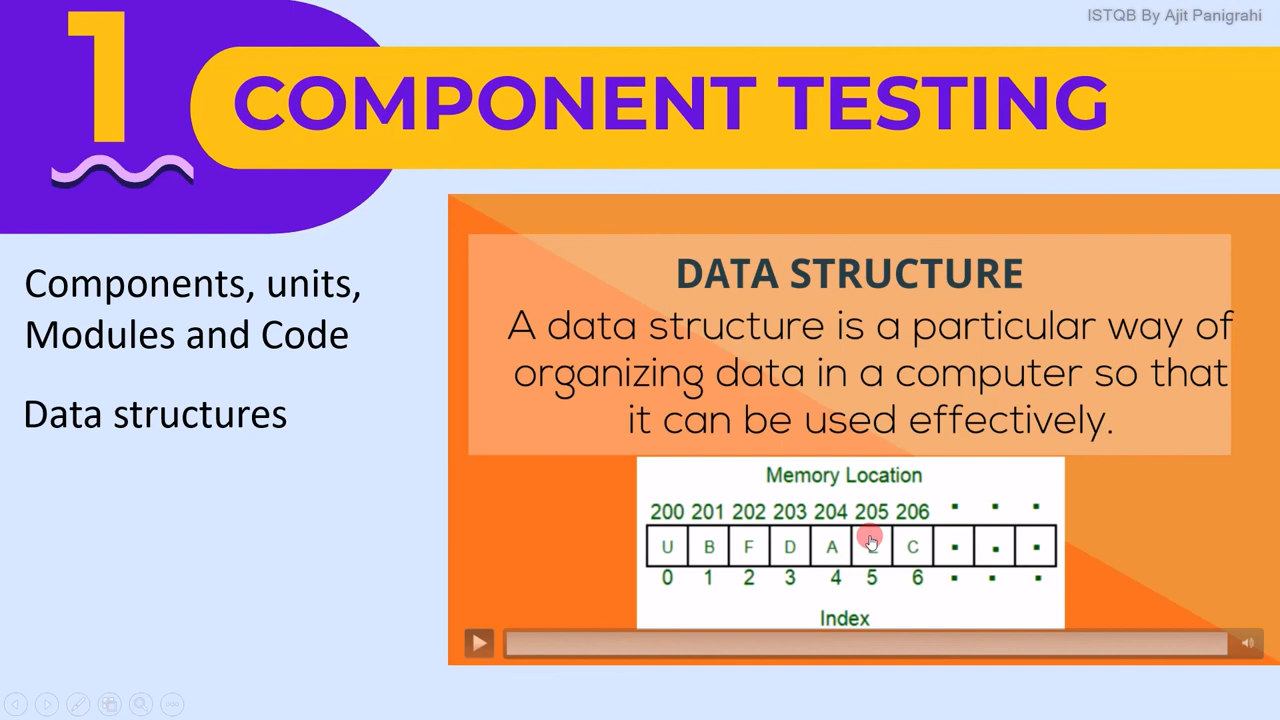 ISTQB By Ajit Panigrahi
1
COMPONENT TESTING
Components, units,
Modules and Code
Data structures
DATA STRUCTURE
A data structure is a particular way of
organizing data in a computer so that
it can be used effectively.
Memory Location
200 201 202 203 204 205 206 . . .
U B F D A C . . .
0 1 2 3 4 5 6 . . .
Index